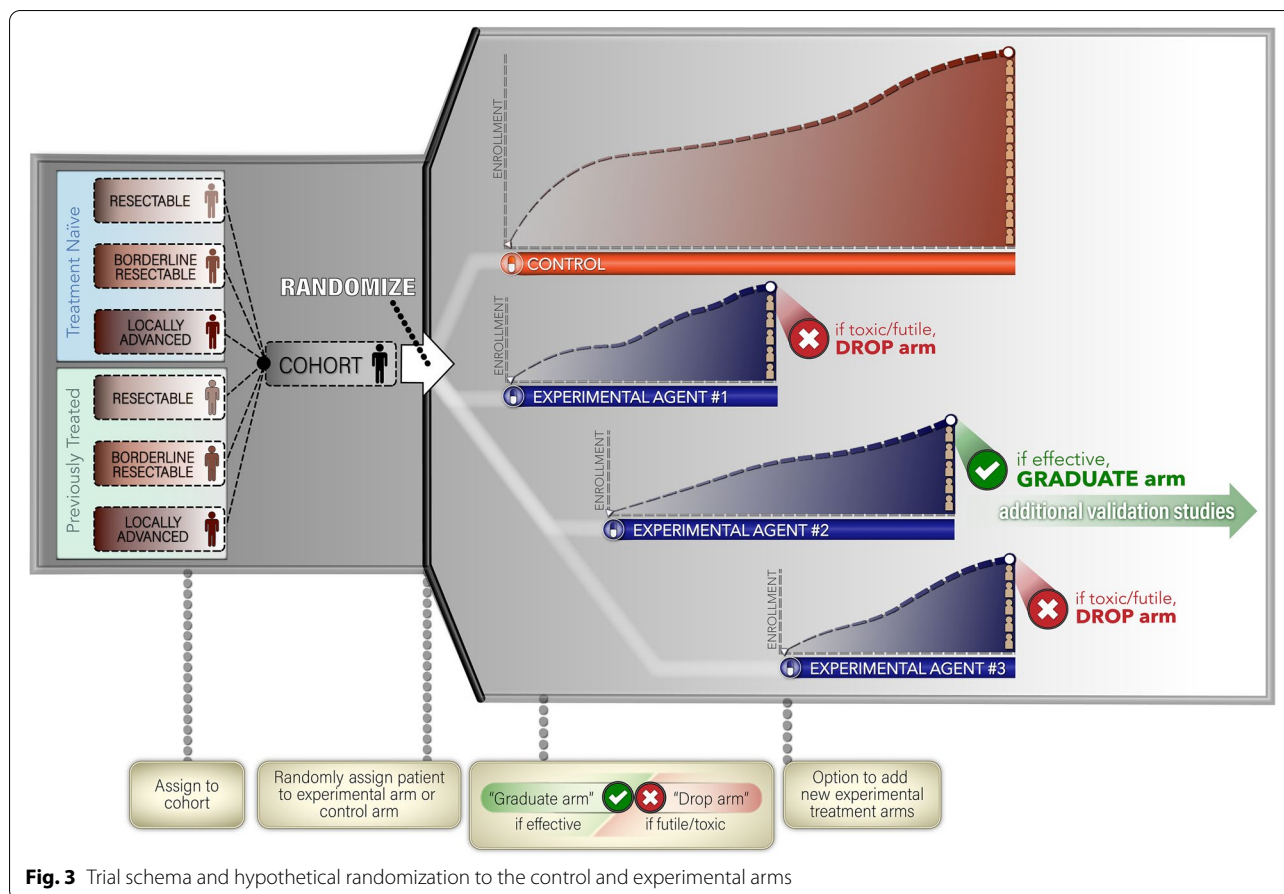 Treatment Naïve
RESECTABLE
BORDERLINE
RESECTABLE
LOCALLY
ADVANCED
Previously Treated
RESECTABLE
BORDERLINE
RESECTABLE
LOCALLY
ADVANCED
COHORT
RANDOMIZE
ENROLLMENT
CONTROL
ENROLLMENT
EXPERIMENTAL AGENT #1
if toxic/futile,
DROP arm
ENROLLMENT
EXPERIMENTAL AGENT #2
if effective,
GRADUATE arm
additional validation studies
ENROLLMENT
EXPERIMENTAL AGENT #3
if toxic/futile,
DROP arm
Assign to
cohort
Randomly assign patient
to experimental arm or
control arm
"Graduate arm"
if effective
"Drop arm"
if futile/toxic
Option to add
new experimental
treatment arms
Fig. 3 Trial schema and hypothetical randomization to the control and experimental arms